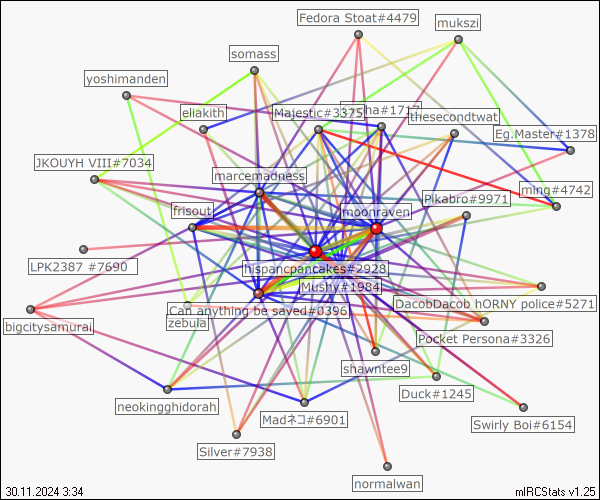 Fedora Stoat#4479
mukszi
somass
yoshimanden
eliakith
Majestic#3375
ha#1717
thesecondtwat
Eg.Master#1378
JKOUYH VIII#7034
marcemadness
ming#4742
Pikabro#9971
frisout
moonraven
LPK2387 #7690
hispancpancakes#2928
Mushy#1984
DacobDacob hORNY police#5271
Can anything be saved#0396
zebula
bigcitysamurai
Pocket Persona#3326
shawntee9
Duck#1245
neokingghidorah
Madネコ#6901
Swirly Boi#6154
Silver#7938
normalwan
30.11.2024 3:34
mIRCStats v1.25